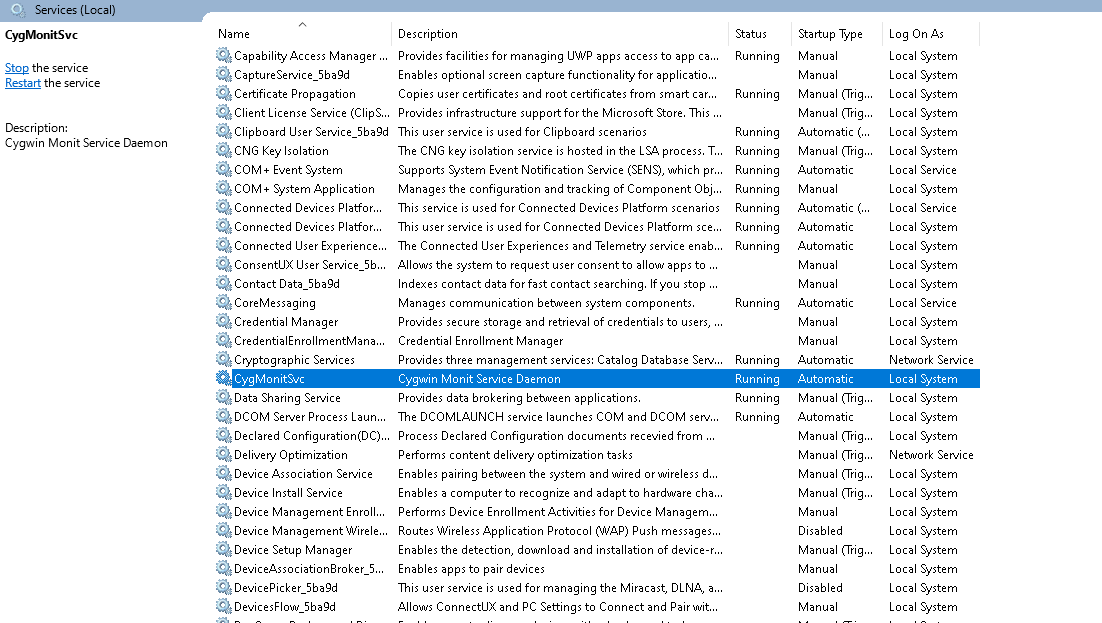 Services (Local)
CygMonitSvc
Stop the service
Restart the service
Description:
Cygwin Monit Service Daemon
Name Description Status Startup Type Log On As
Capability Access Manager ... Provides facilities for managing UWP apps access to app ca... Running Manual Local System
CaptureService_5ba9d Enables optional screen capture functionality for applicatio... Manual Local System
Certificate Propagation Copies user certificates and root certificates from smart car... Running Manual (Trig... Local System
Client License Service (ClipS... Provides infrastructure support for the Microsoft Store. This ... Manual (Trig... Local System
Clipboard User Service_5ba9d This user service is used for Clipboard scenarios Running Automatic (... Local System
CNG Key Isolation The CNG key isolation service is hosted in the LSA process. T... Running Manual (Trig... Local System
COM+ Event System Supports System Event Notification Service (SENS), which pr... Running Automatic Local Service
COM+ System Application Manages the configuration and tracking of Component Obj... Running Manual Local System
Connected Devices Platfor... This service is used for Connected Devices Platform scenarios Running Automatic (... Local Service
Connected Devices Platfor... This user service is used for Connected Devices Platform sce... Running Automatic Local System
Connected User Experience... The Connected User Experiences and Telemetry service enab... Running Automatic Local System
ConsentUX User Service_5b... Allows the system to request user consent to allow apps to ... Manual Local System
Contact Data_5ba9d Indexes contact data for fast contact searching. If you stop ... Manual Local System
CoreMessaging Manages communication between system components. Running Automatic Local Service
Credential Manager Provides secure storage and retrieval of credentials to users, ... Manual Local System
CredentialEnrollmentMana... Credential Enrollment Manager Manual Local System
Cryptographic Services Provides three management services: Catalog Database Serv... Running Automatic Network Service
CygMonitSvc Cygwin Monit Service Daemon Running Automatic Local System
Data Sharing Service Provides data brokering between applications. Running Manual (Trig... Local System
DCOM Server Process Laun... The DCOMLAUNCH service launches COM and DCOM serv... Running Automatic Local System
Declared Configuration(DC)... Process Declared Configuration documents recevied from ... Manual (Trig... Local System
Delivery Optimization Performs content delivery optimization tasks Manual (Trig... Network Service
Device Association Service Enables pairing between the system and wired or wireless d... Manual (Trig... Local System
Device Install Service Enables a computer to recognize and adapt to hardware cha... Manual (Trig... Local System
Device Management Enroll... Performs Device Enrollment Activities for Device Managem... Manual Local System
Device Management Wirele... Routes Wireless Application Protocol (WAP) Push messages... Disabled Local System
Device Setup Manager Enables the detection, download and installation of device-r... Manual (Trig... Local System
DeviceAssociationBroker_5... Enables apps to pair devices Manual Local System
DevicePicker_5ba9d This user service is used for managing the Miracast, DLNA, a... Disabled Local System
DevicesFlow_5ba9d Allows ConnectUX and PC Settings to Connect and Pair wit... Manual Local System